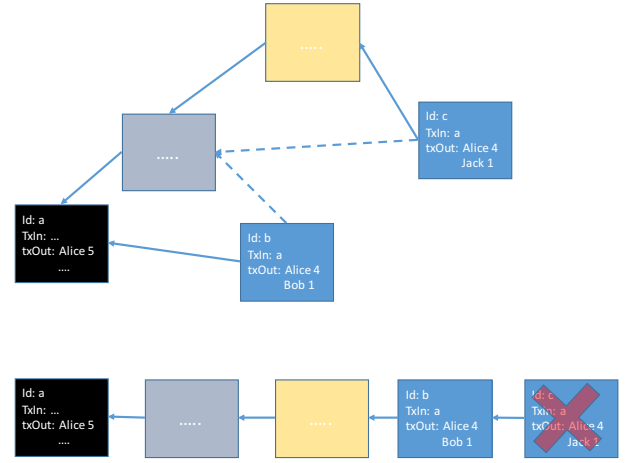 .....
Id: c
TxIn: a
txOut: Alice 4
Jack 1
.....
Id: a
TxIn: ...
txOut: Alice 5
....
Id: b
TxIn: a
txOut: Alice 4
Bob 1
Id: a
TxIn: ...
txOut: Alice 5
....
.....
.....
Id: b
TxIn: a
txOut: Alice 4
Bob 1
Id: c
TxIn: a
txOut: Alice 4
Jack 1